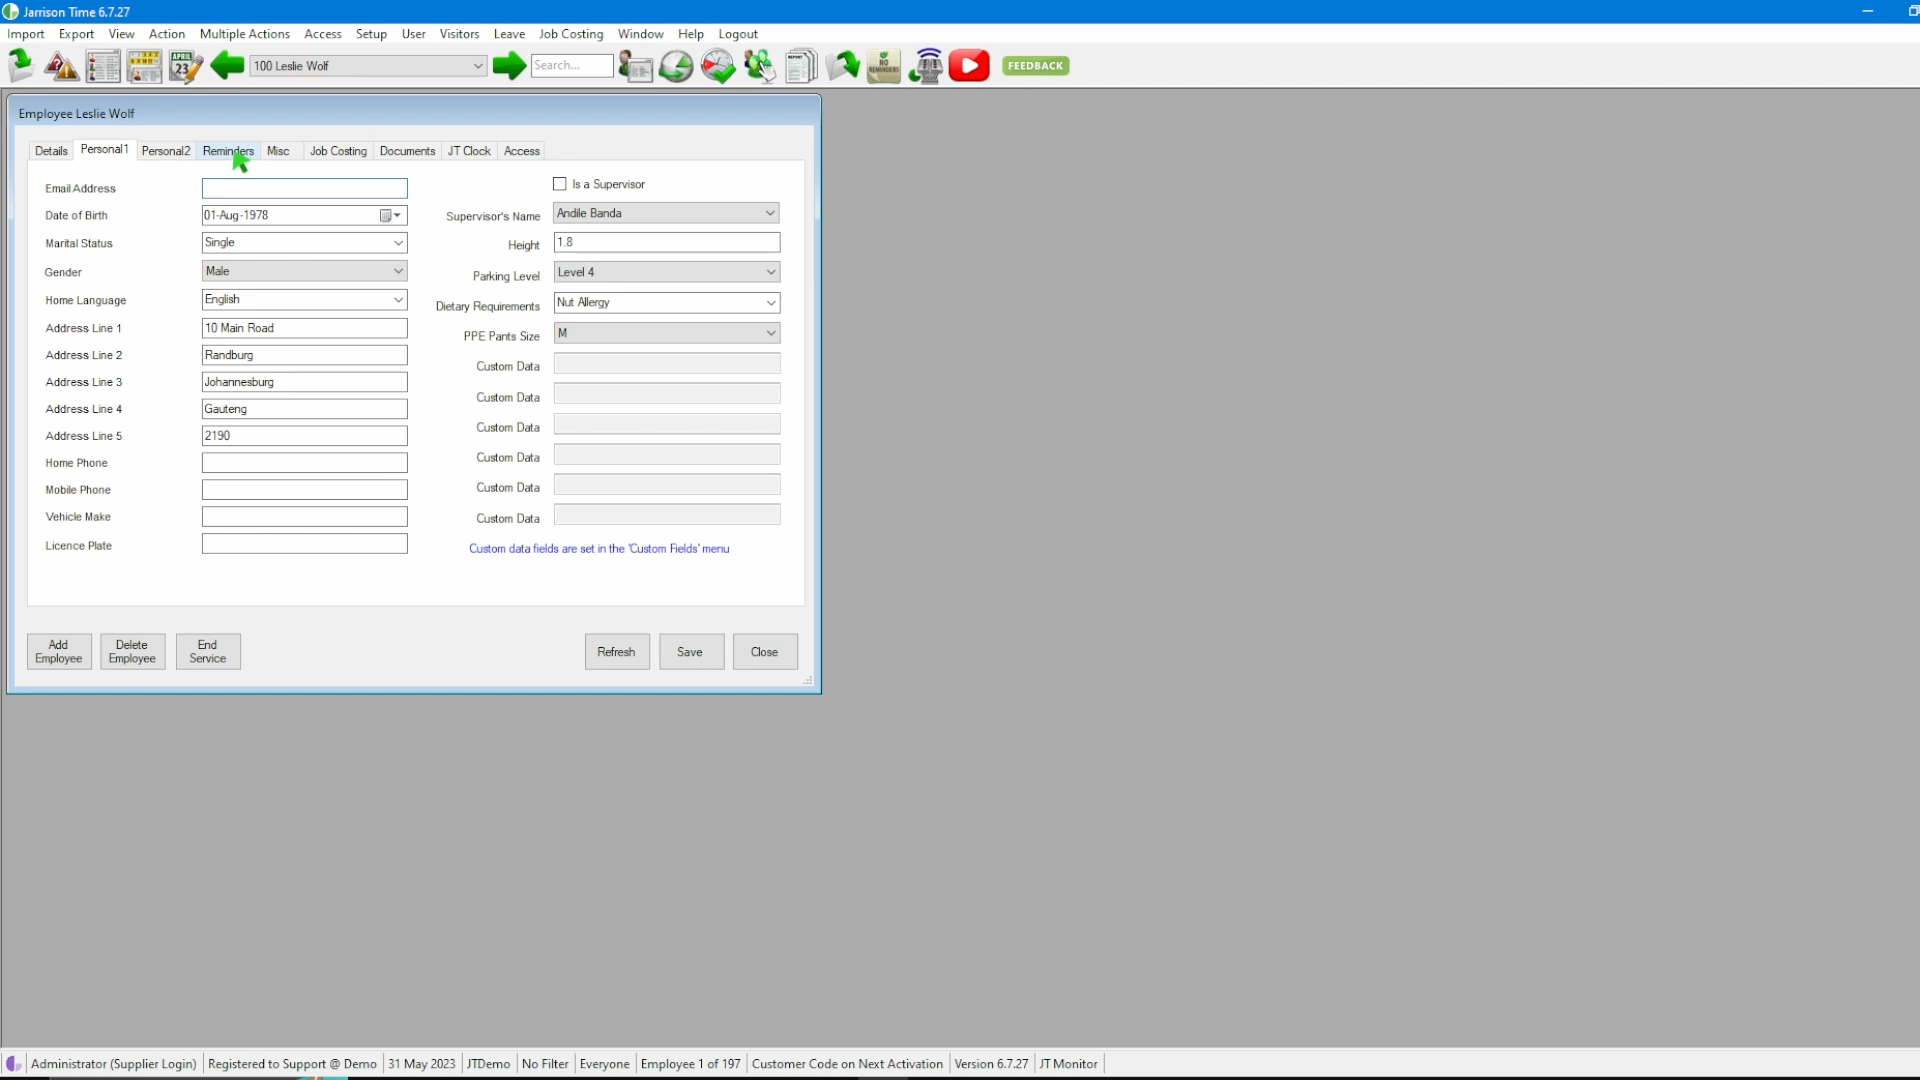 Jarrison Time 6.7.27
Import Export View Action Multiple Actions Access Setup User Visitors Leave Job Costing Window Help Logout
APRIL 23 100 Leslie Wolf Search... REPORT NO REMINDERS FEEDBACK
Employee Leslie Wolf
Details Personal1 Personal2 Reminders Misc Job Costing Documents JT Clock Access
Email Address
Is a Supervisor
Date of Birth 01-Aug-1978
Supervisor's Name Andile Banda
Marital Status Single
Height 1.8
Gender Male
Parking Level Level 4
Home Language English
Dietary Requirements Nut Allergy
Address Line 1 10 Main Road
PPE Pants Size M
Address Line 2 Randburg
Custom Data
Address Line 3 Johannesburg
Custom Data
Address Line 4 Gauteng
Custom Data
Address Line 5 2190
Custom Data
Home Phone
Custom Data
Mobile Phone
Custom Data
Vehicle Make
Licence Plate
Custom data fields are set in the 'Custom Fields' menu
Add Employee
Delete Employee
End Service
Refresh
Save
Close
Administrator (Supplier Login) Registered to Support @ Demo 31 May 2023 JTDemo No Filter Everyone Employee 1 of 197 Customer Code on Next Activation Version 6.7.27 JT Monitor